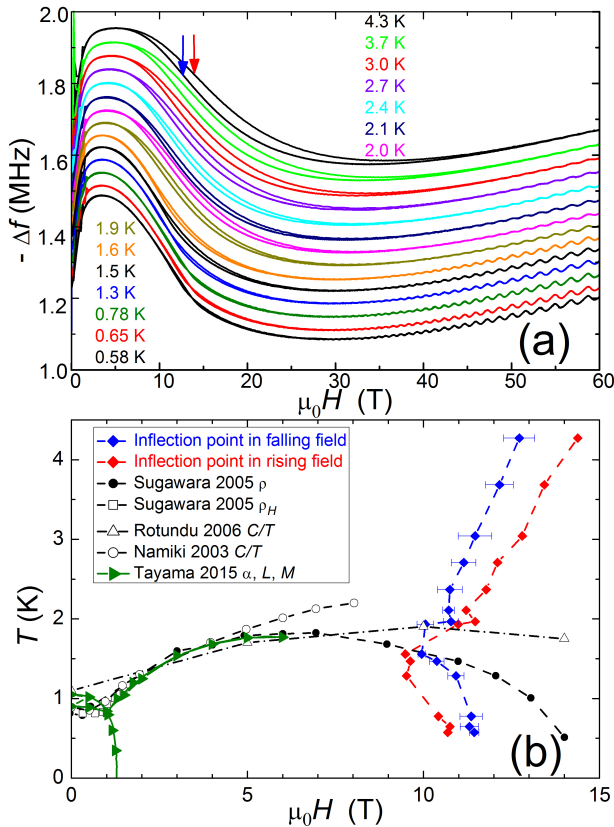 2.0
1.8
1.6
1.4
1.2
1.0
- Δf (MHz)
4.3 K
3.7 K
3.0 K
2.7 K
2.4 K
2.1 K
2.0 K
1.9 K
1.6 K
1.5 K
1.3 K
0.78 K
0.65 K
0.58 K
(a)
0 10 20 30 40 50 60
μ₀H (T)
Inflection point in falling field
Inflection point in rising field
Sugawara 2005 ρ
Sugawara 2005 ρ_H
Rotundu 2006 C/T
Namiki 2003 C/T
Tayama 2015 α, L, M
4
3
2
1
0
T (K)
(b)
0 5 10 15
μ₀H (T)